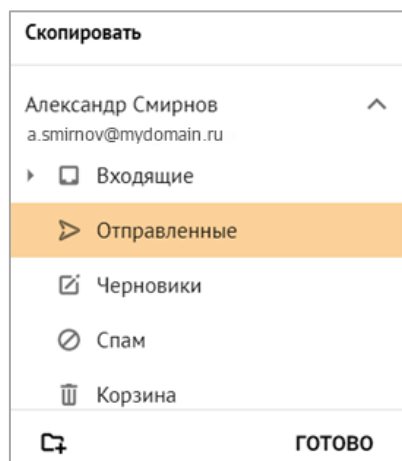 Скопировать
Александр Смирнов
a.smirnov@mydomain.ru
Входящие
Отправленные
Черновики
Спам
Корзина
ГОТОВО